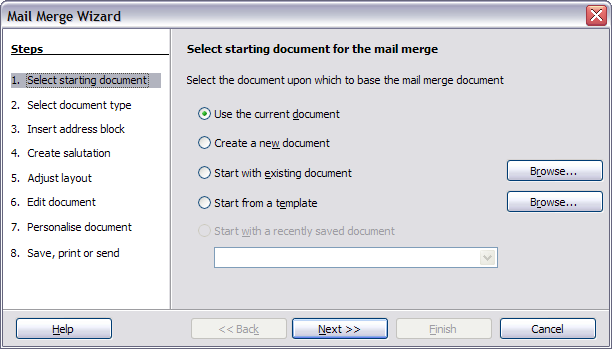 Mail Merge Wizard
Steps
1. Select starting document
2. Select document type
3. Insert address block
4. Create salutation
5. Adjust layout
6. Edit document
7. Personalise document
8. Save, print or send
Select starting document for the mail merge
Select the document upon which to base the mail merge document
Use the current document
Create a new document
Start with existing document Browse...
Start from a template Browse...
Start with a recently saved document
Help << Back Next >> Finish Cancel